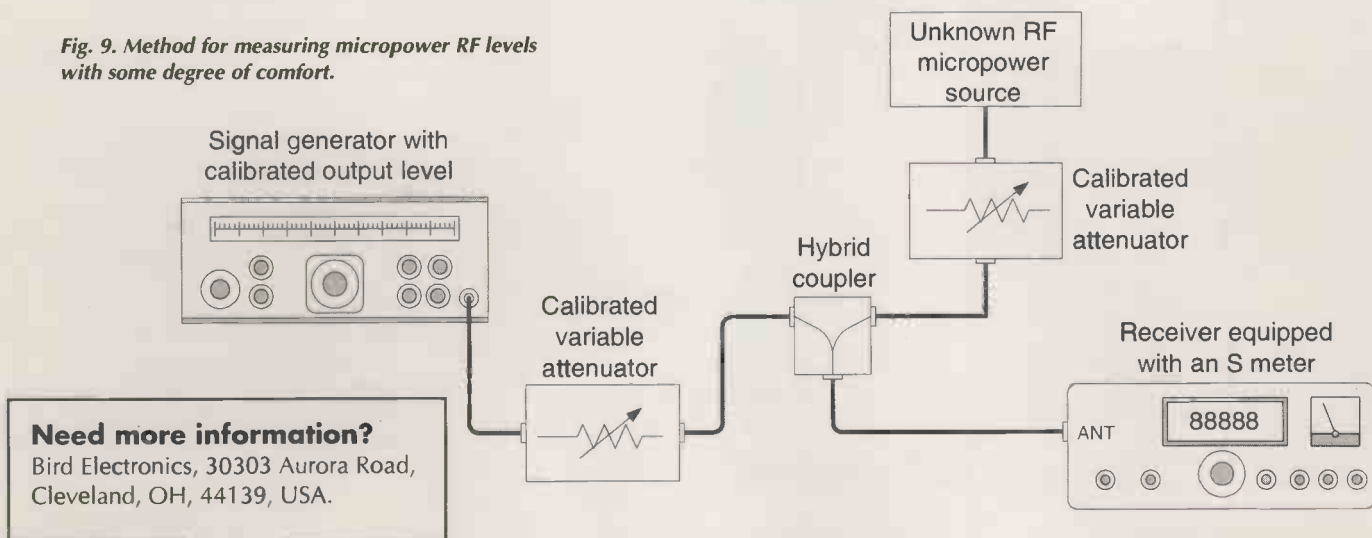 Fig. 9. Method for measuring micropower RF levels
with some degree of comfort.
Unknown RF
micropower
source
Signal generator with
calibrated output level
Calibrated
variable
attenuator
Hybrid
coupler
Calibrated
variable
attenuator
Receiver equipped
with an S meter
ANT
88888
Need more information?
Bird Electronics, 30303 Aurora Road,
Cleveland, OH, 44139, USA.